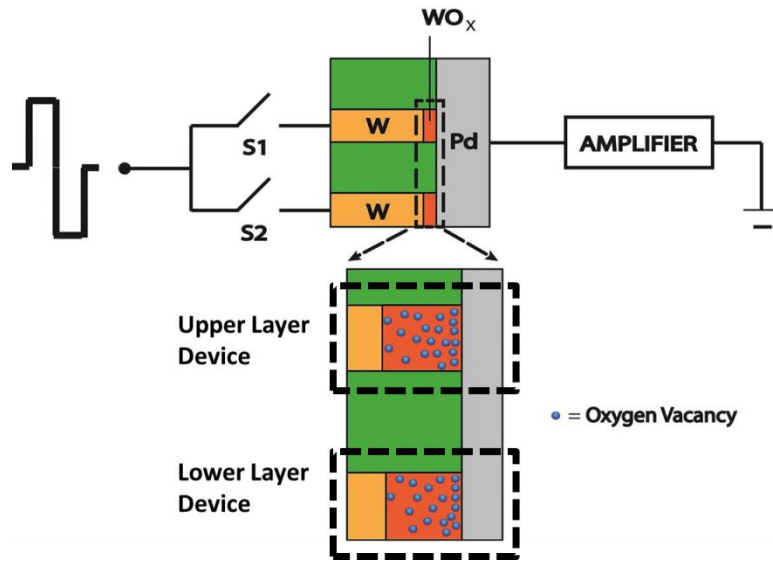 WOₓ
W
Pd
S1
AMPLIFIER
W
S2
Upper Layer
Device
= Oxygen Vacancy
Lower Layer
Device